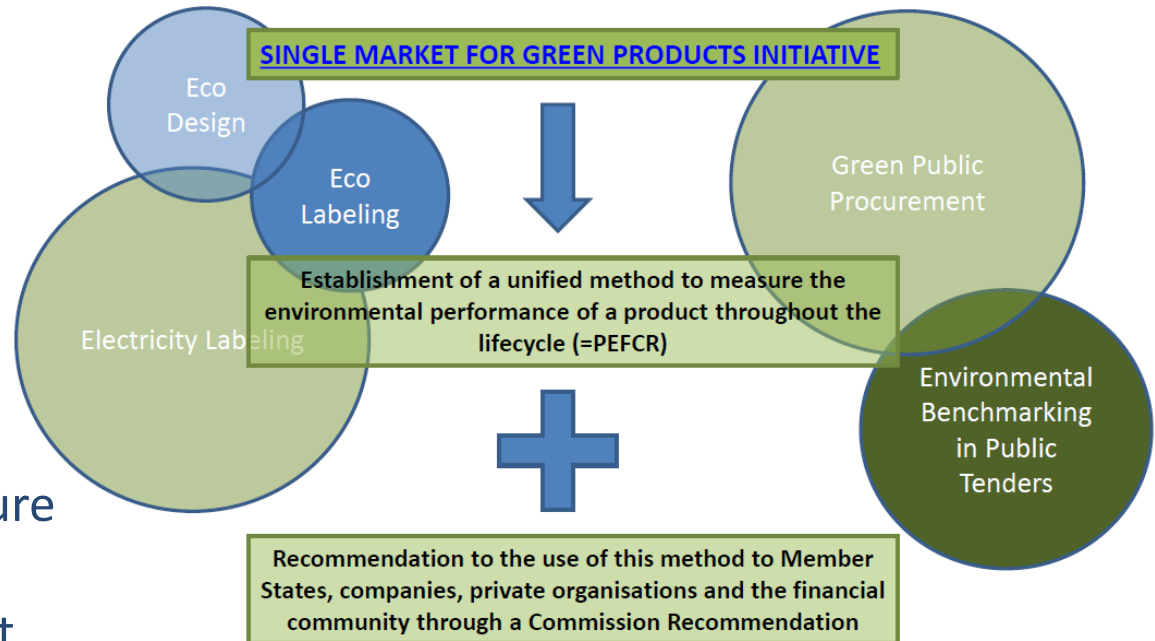 SINGLE MARKET FOR GREEN PRODUCTS INITIATIVE
Eco
Design
Eco
Labeling
Green Public
Procurement
Establishment of a unified method to measure the
environmental performance of a product throughout the
lifecycle (=PEFCR)
Electricity Labeling
Environmental
Benchmarking
in Public
Tenders
ure
Recommendation to the use of this method to Member
States, companies, private organisations and the financial
community through a Commission Recommendation